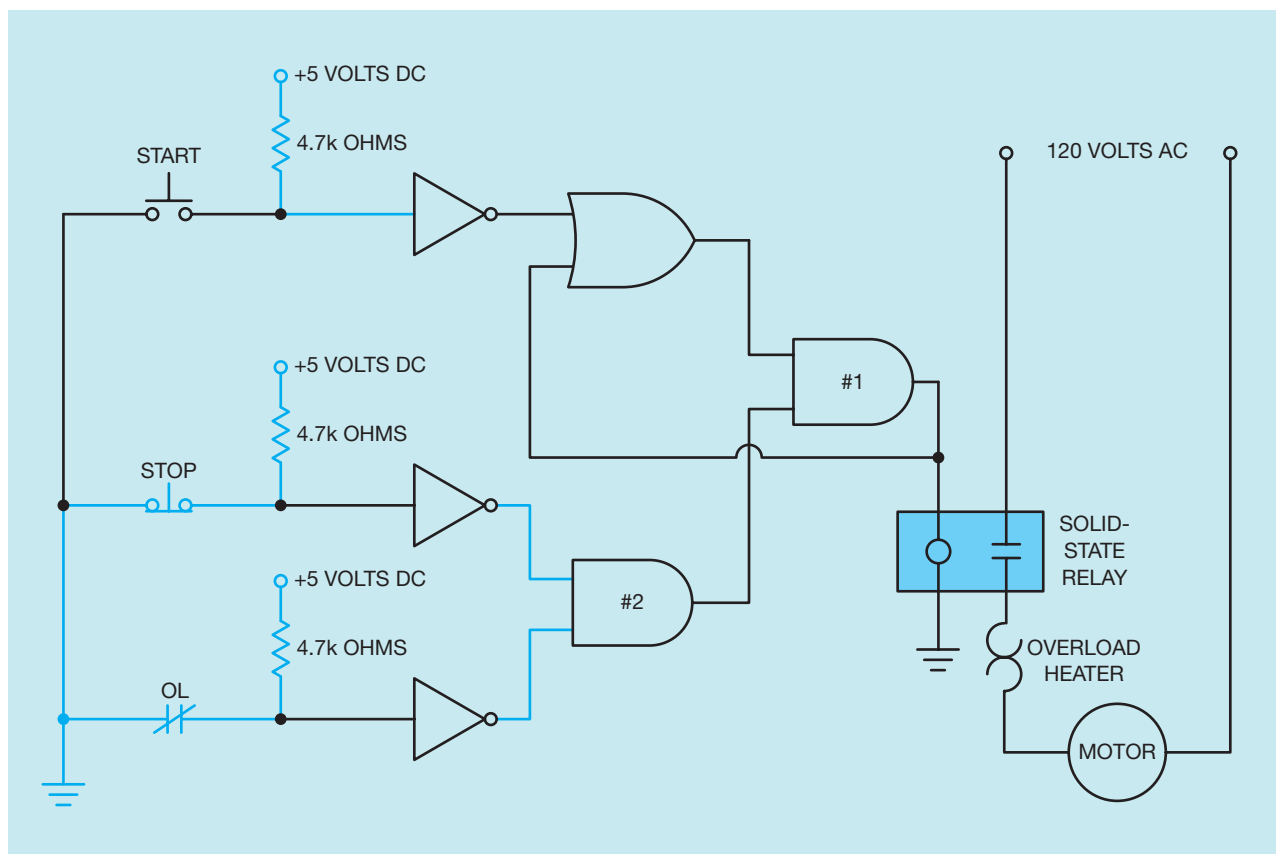 +5 VOLTS DC
4.7k OHMS
START
120 VOLTS AC
+5 VOLTS DC
#1
4.7k OHMS
STOP
SOLID-
STATE
RELAY
+5 VOLTS DC
#2
4.7k OHMS
OVERLOAD
HEATER
OL
MOTOR